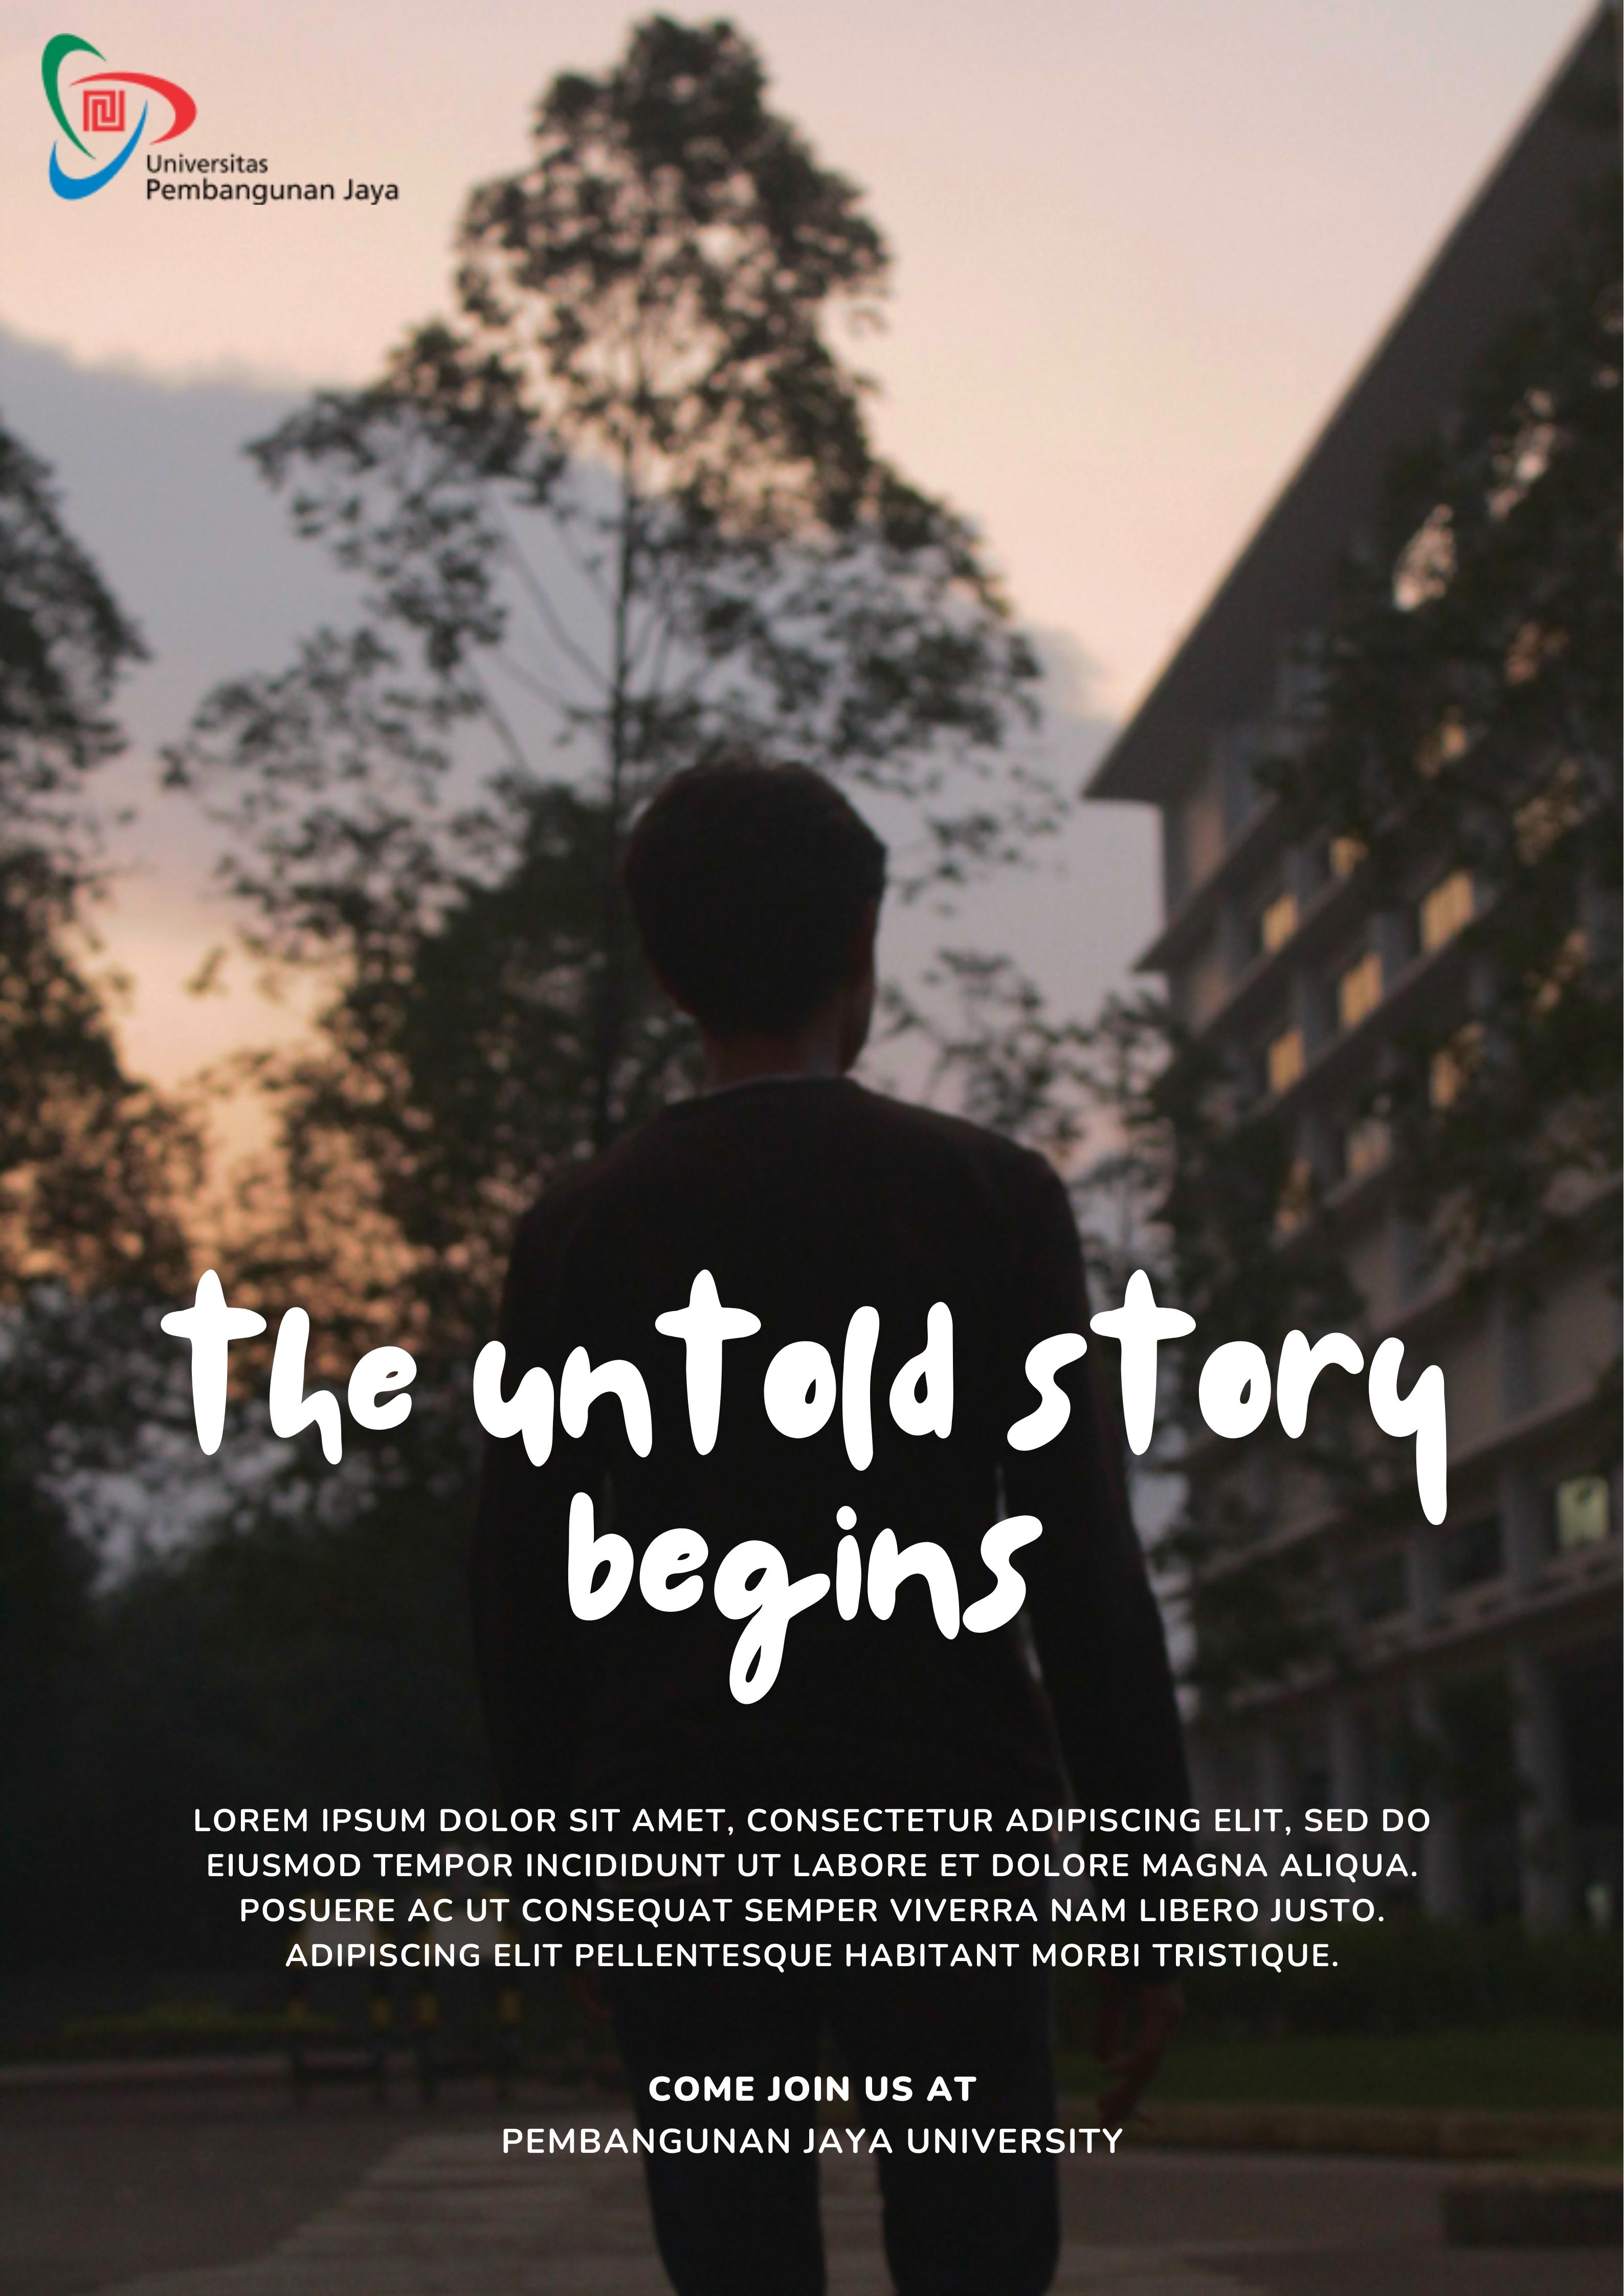 Universitas
Pembangunan Jaya
the untold story
begins
LOREM IPSUM DOLOR SIT AMET, CONSECTETUR ADIPISCING ELIT, SED DO
EIUSMOD TEMPOR INCIDIDUNT UT LABORE ET DOLORE MAGNA ALIQUA.
POSUERE AC UT CONSEQUAT SEMPER VIVERRA NAM LIBERO JUSTO.
ADIPISCING ELIT PELLENTESQUE HABITANT MORBI TRISTIQUE.
COME JOIN US AT
PEMBANGUNAN JAYA UNIVERSITY